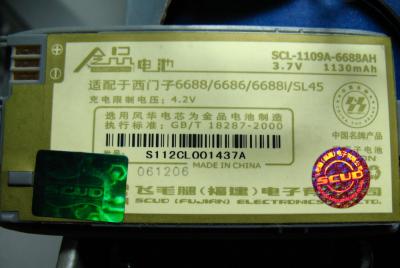 金品 电池
SCL-1109A-6688AH
3.7V 1130mAh
适配于西门子6688/6686/6688I/SL45
充电限制电压：4.2V
选用风华电芯为金品电池制造
执行标准：GB/T 18287-2000
中国名牌产品
S112CL001437A
MADE IN CHINA
061206
SCUD
SCUD
飞毛腿(福建)电子有
SCUD (FUJIAN) ELECTRONICS